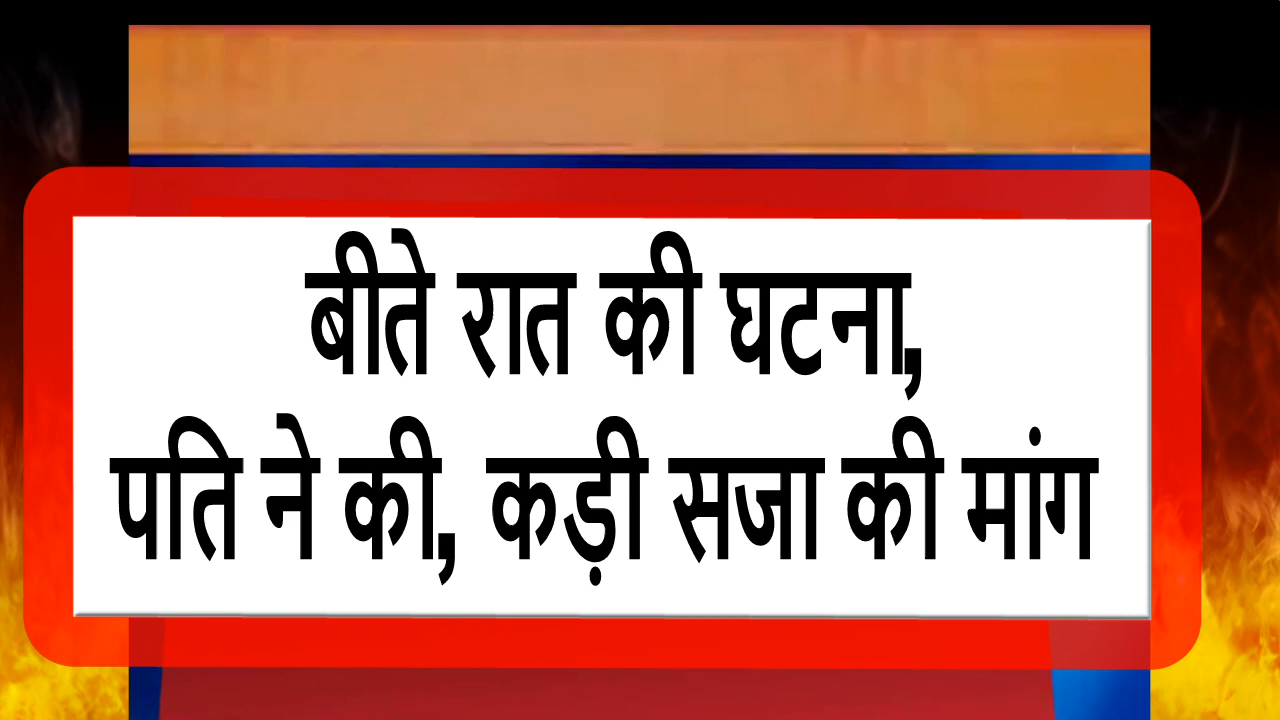 बीते रात की घटना,
पति ने की, कड़ी सजा की मांग